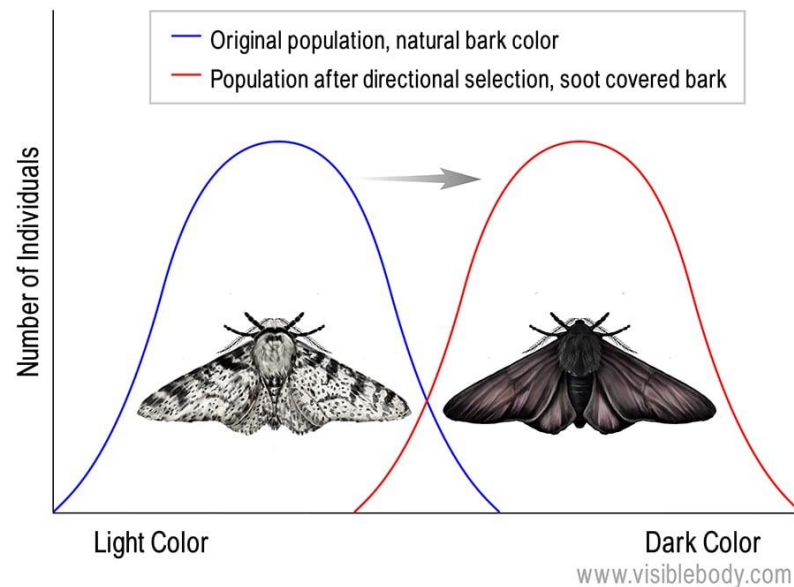 Original population, natural bark color
Population after directional selection, soot covered bark
Number of Individuals
Light Color
Dark Color
www.visiblebody.com